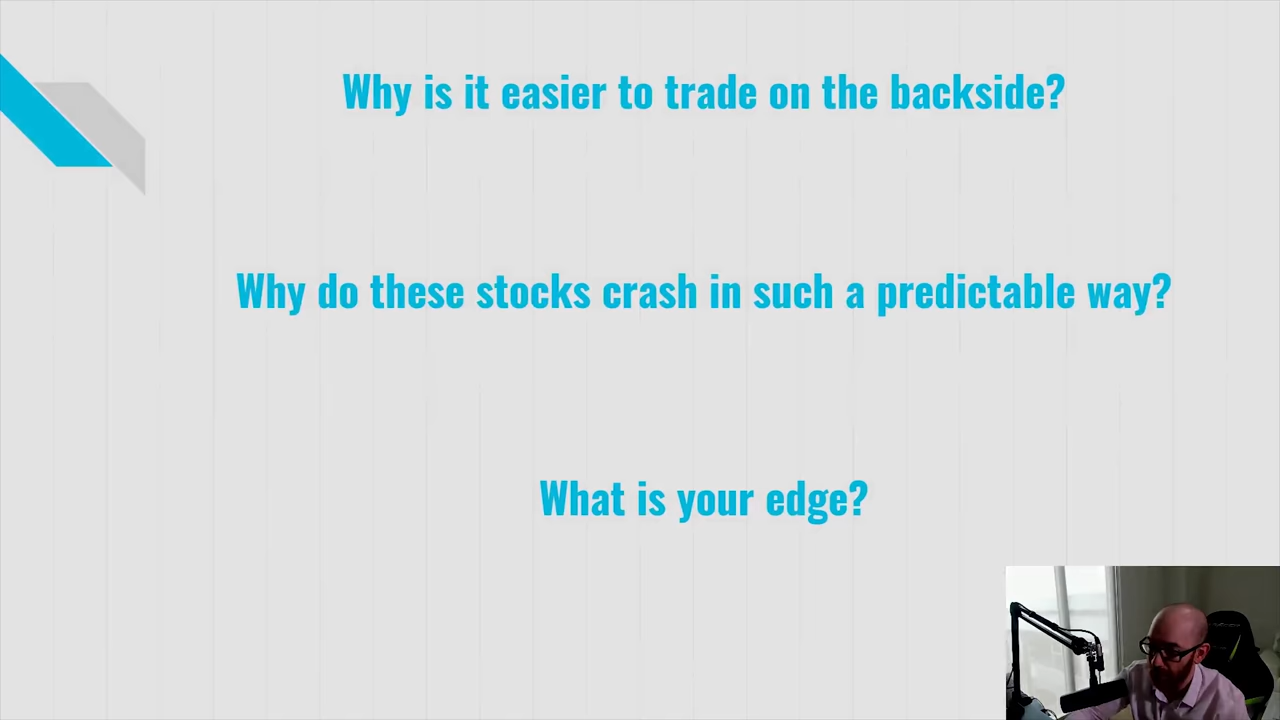 Why is it easier to trade on the backside?
Why do these stocks crash in such a predictable way?
What is your edge?